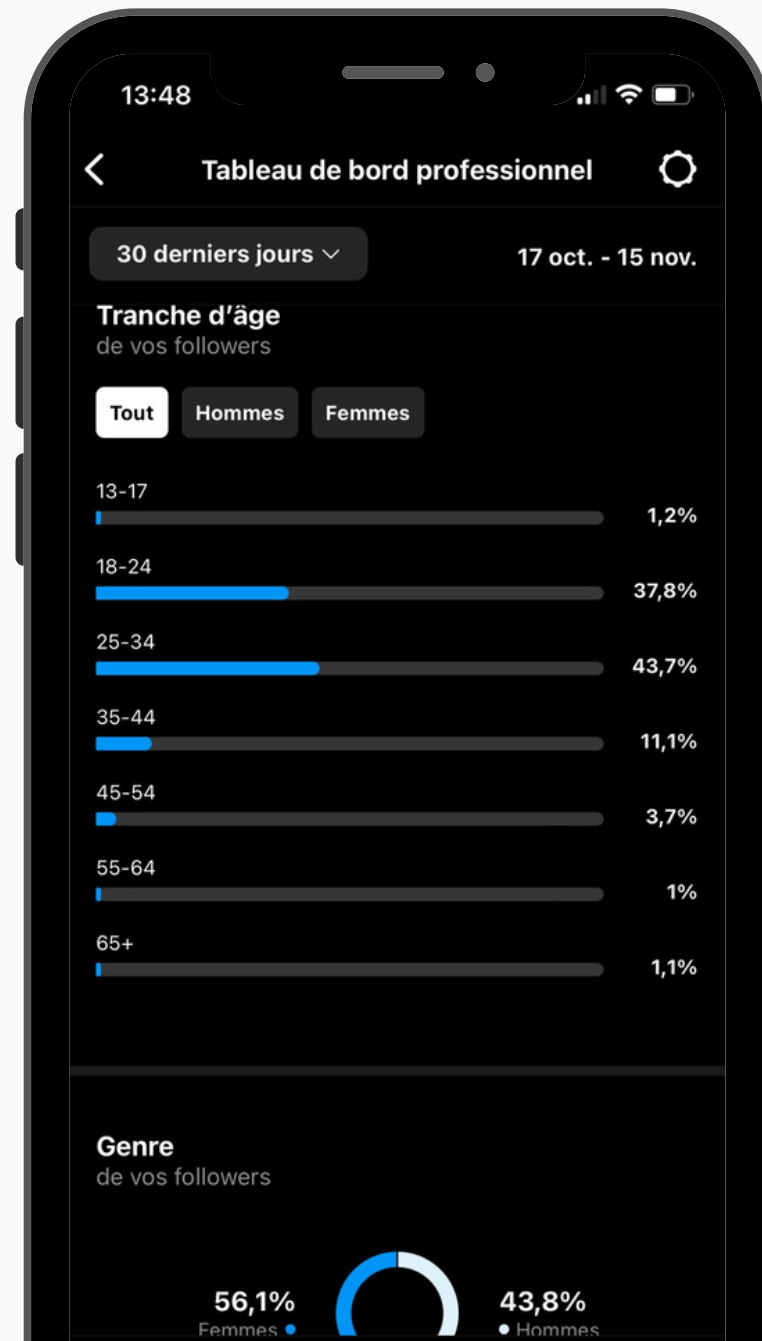 13:48
Tableau de bord professionnel
30 derniers jours
17 oct. - 15 nov.
Tranche d'âge
de vos followers
Tout Hommes Femmes
13-17
1,2%
18-24
37,8%
25-34
43,7%
35-44
11,1%
45-54
3,7%
55-64
1%
65+
1,1%
Genre
de vos followers
56,1% 43,8%
Femmes Hommes